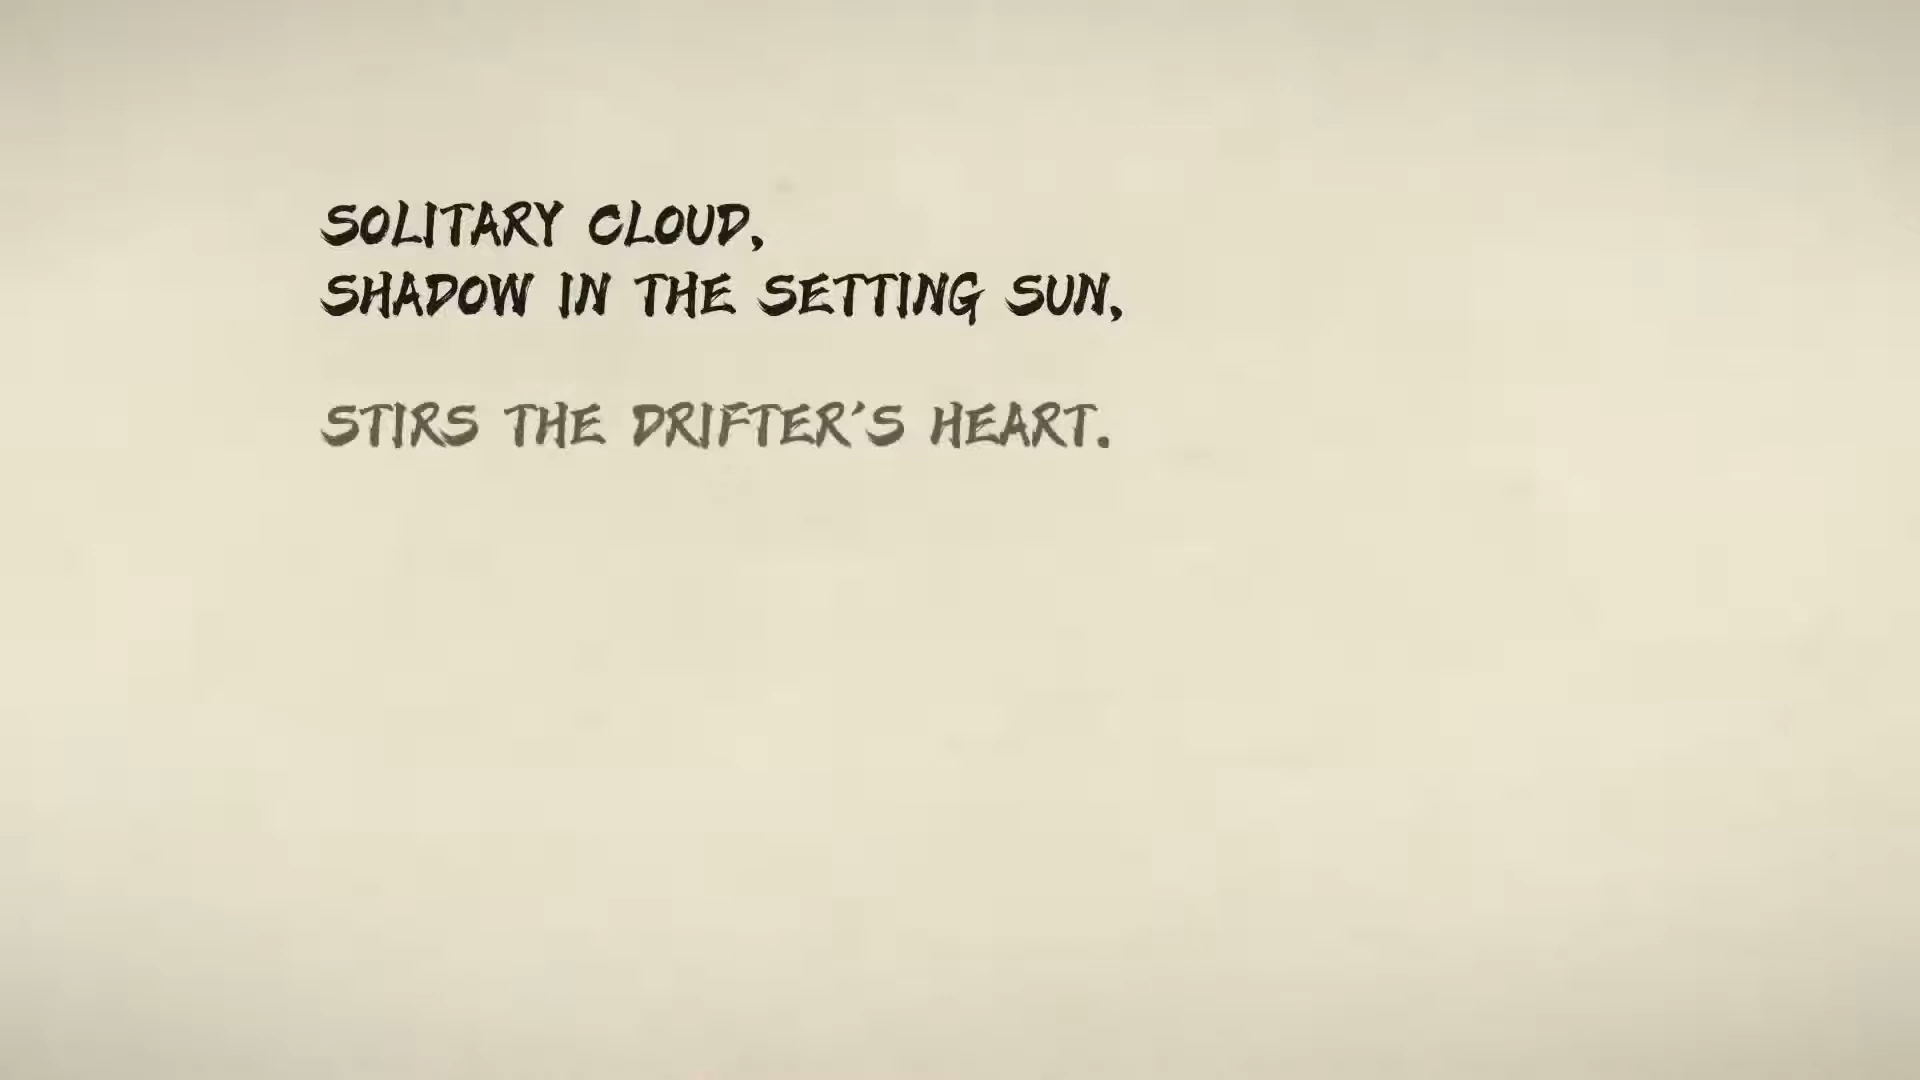 SOLITARY CLOUD,
SHADOW IN THE SETTING SUN,
STIRS THE DRIFTER'S HEART.